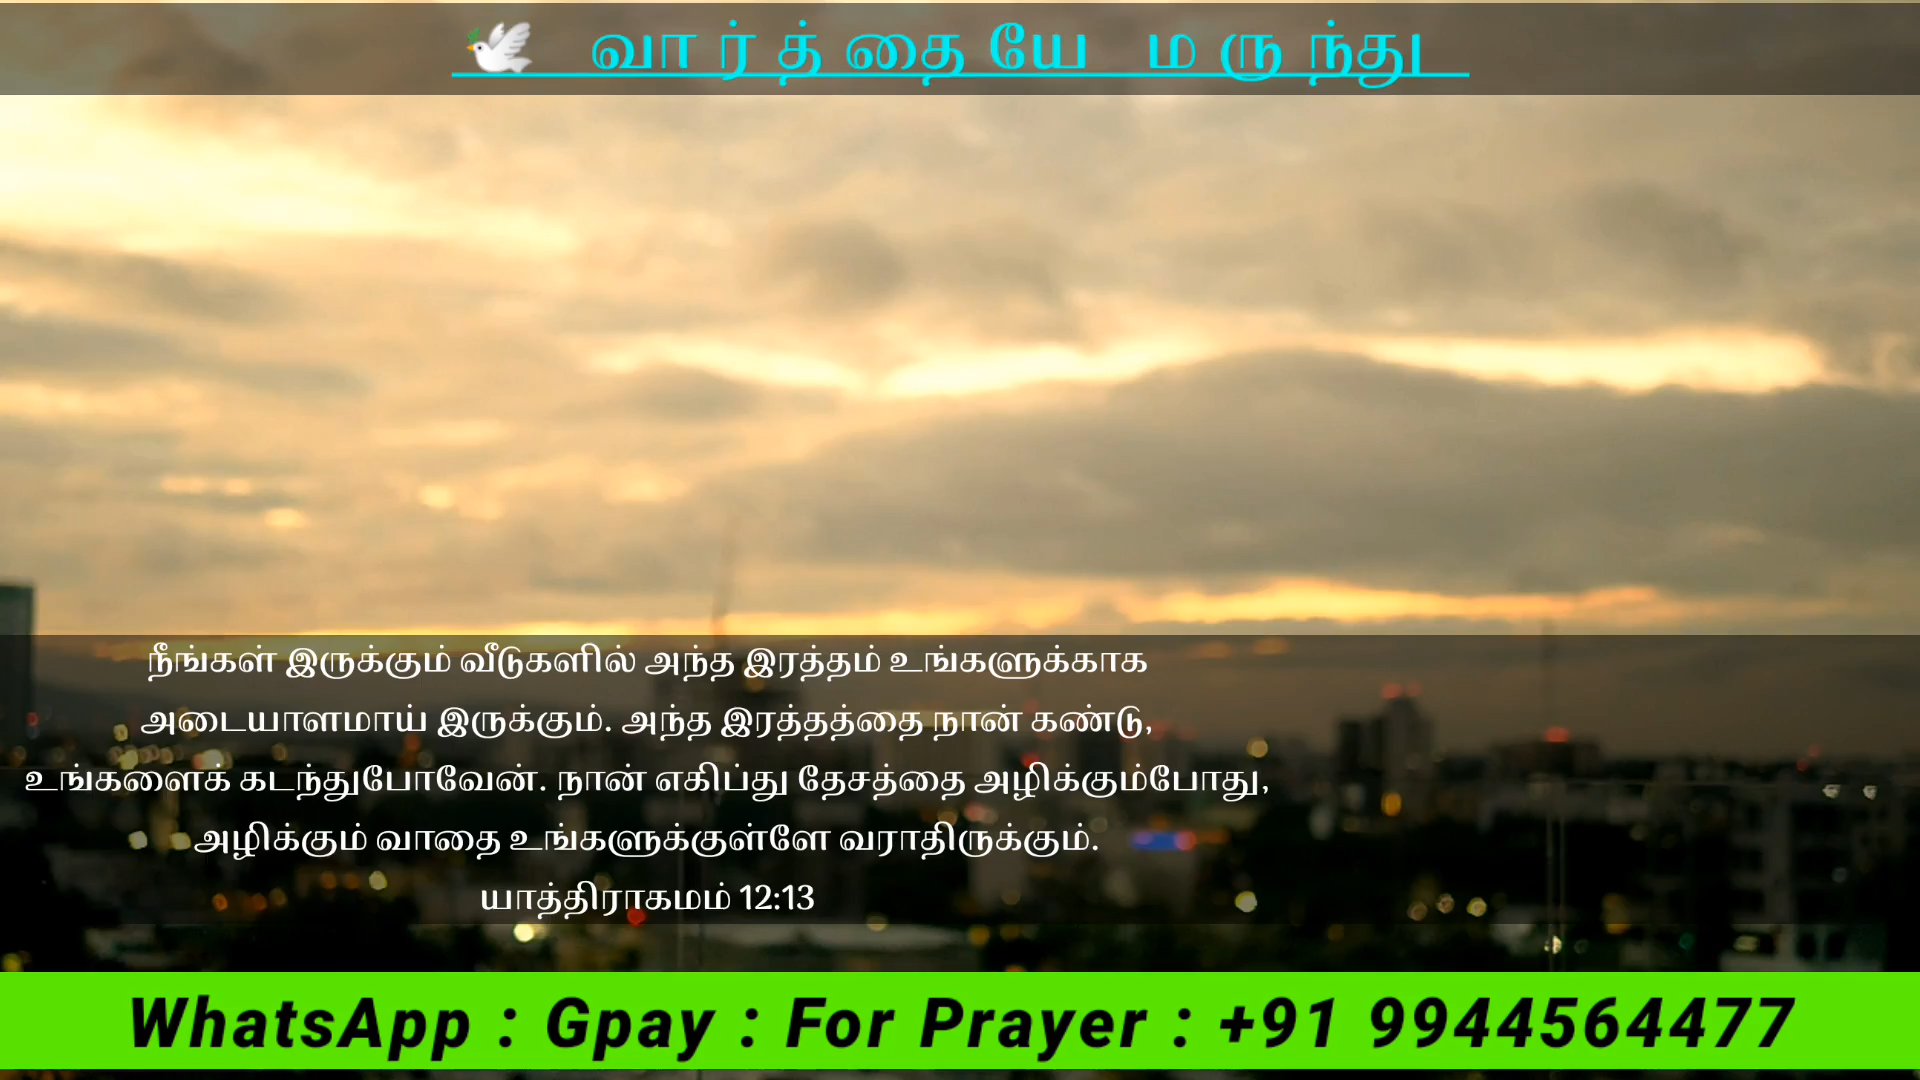 🕊️ வார்த்தையே மருந்து
நீங்கள் இருக்கும் வீடுகளில் அந்த இரத்தம் உங்களுக்காக
அடையாளமாய் இருக்கும். அந்த இரத்தத்தை நான் கண்டு,
உங்களைக் கடந்துபோவேன். நான் எகிப்து தேசத்தை அழிக்கும்போது,
அழிக்கும் வாதை உங்களுக்குள்ளே வராதிருக்கும்.
யாத்திராகமம் 12:13
WhatsApp : Gpay : For Prayer : +91 9944564477